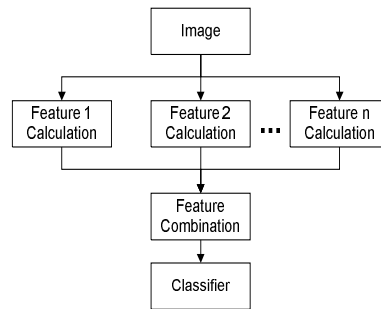 Image
Feature 1
Calculation
Feature 2
Calculation
...
Feature n
Calculation
Feature
Combination
Classifier